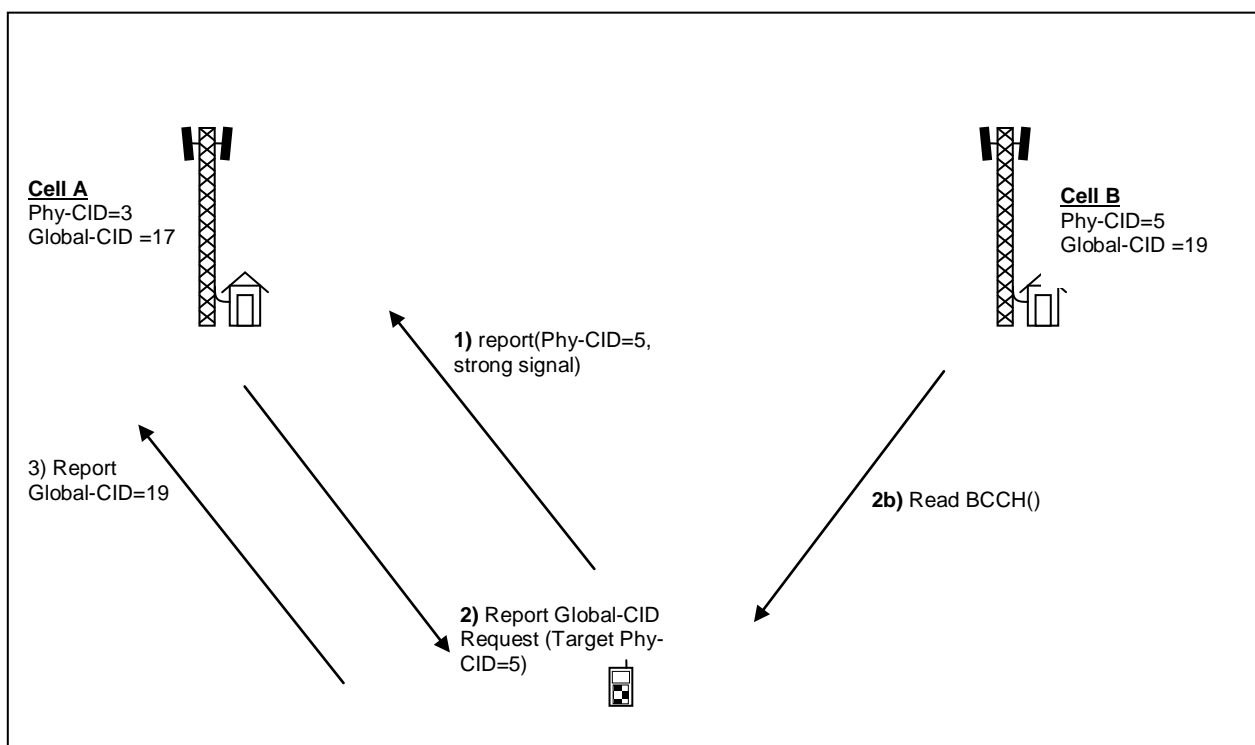 Cell A
Phy-CID=3
Global-CID =17
Cell B
Phy-CID=5
Global-CID =19
1) report(Phy-CID=5,
strong signal)
3) Report
Global-CID=19
2b) Read BCCH()
2) Report Global-CID
Request (Target Phy-
CID=5)